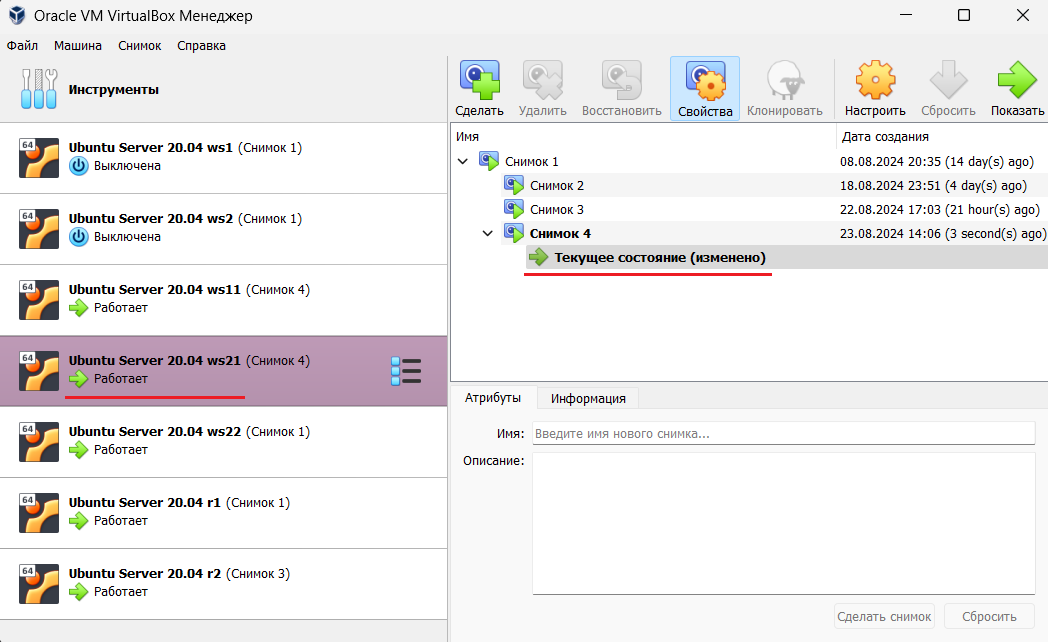 Oracle VM VirtualBox Менеджер
Файл Машина Снимок Справка
Инструменты
64 Ubuntu Server 20.04 ws1 (Снимок 1)
Выключена
64 Ubuntu Server 20.04 ws2 (Снимок 1)
Выключена
64 Ubuntu Server 20.04 ws11 (Снимок 4)
Работает
64 Ubuntu Server 20.04 ws21 (Снимок 4)
Работает
64 Ubuntu Server 20.04 ws22 (Снимок 1)
Работает
64 Ubuntu Server 20.04 r1 (Снимок 1)
Работает
64 Ubuntu Server 20.04 r2 (Снимок 3)
Работает
Сделать Удалить Восстановить Свойства Клонировать Настроить Сбросить Показать
Имя Дата создания
Снимок 1 08.08.2024 20:35 (14 day(s) ago)
Снимок 2 18.08.2024 23:51 (4 day(s) ago)
Снимок 3 22.08.2024 17:03 (21 hour(s) ago)
Снимок 4 23.08.2024 14:06 (3 second(s) ago)
Текущее состояние (изменено)
Атрибуты Информация
Имя: Введите имя нового снимка...
Описание:
Сделать снимок Сбросить